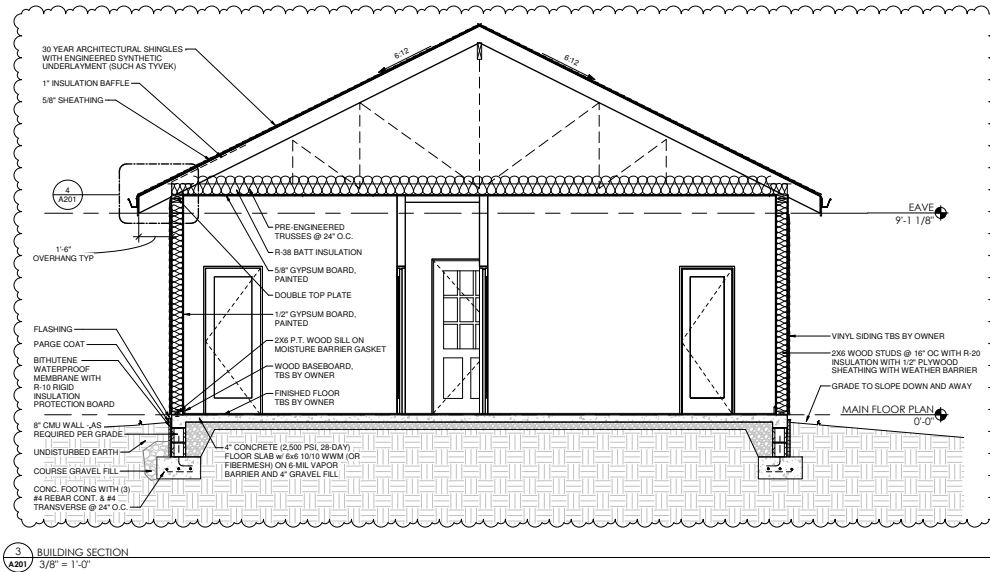 30 YEAR ARCHITECTURAL SHINGLES
WITH ENGINEERED SYNTHETIC
UNDERLAYMENT (SUCH AS TYVEK)
1" INSULATION BAFFLE
5/8" SHEATHING
6:12
6:12
4
A201
1'-6"
OVERHANG TYP
EAVE
9'-1 1/8"
PRE-ENGINEERED
TRUSSES @ 24" O.C.
R-38 BATT INSULATION
5/8" GYPSUM BOARD,
PAINTED
DOUBLE TOP PLATE
1/2" GYPSUM BOARD,
PAINTED
2X6 P.T. WOOD SILL ON
MOISTURE BARRIER GASKET
WOOD BASEBOARD,
TBS BY OWNER
FINISHED FLOOR
TBS BY OWNER
FLASHING
PARGE COAT
BITHUTENE
WATERPROOF
MEMBRANE WITH
R-10 RIGID
INSULATION
PROTECTION BOARD
8" CMU WALL - AS
REQUIRED PER GRADE
UNDISTURBED EARTH
COURSE GRAVEL FILL
CONC. FOOTING WITH (3)
#4 REBAR CONT. & #4
TRANSVERSE @ 24" O.C.
4" CONCRETE (2,500 PSI, 28-DAY)
FLOOR SLAB w/ 6x6 10/10 WWM (OR
FIBERMESH) ON 6-MIL VAPOR
BARRIER AND 4" GRAVEL FILL
VINYL SIDING TBS BY OWNER
2X6 WOOD STUDS @ 16" OC WITH R-20
INSULATION WITH 1/2" PLYWOOD
SHEATHING WITH WEATHER BARRIER
GRADE TO SLOPE DOWN AND AWAY
MAIN FLOOR PLAN
0'-0"
3
A201
BUILDING SECTION
3/8" = 1'-0"